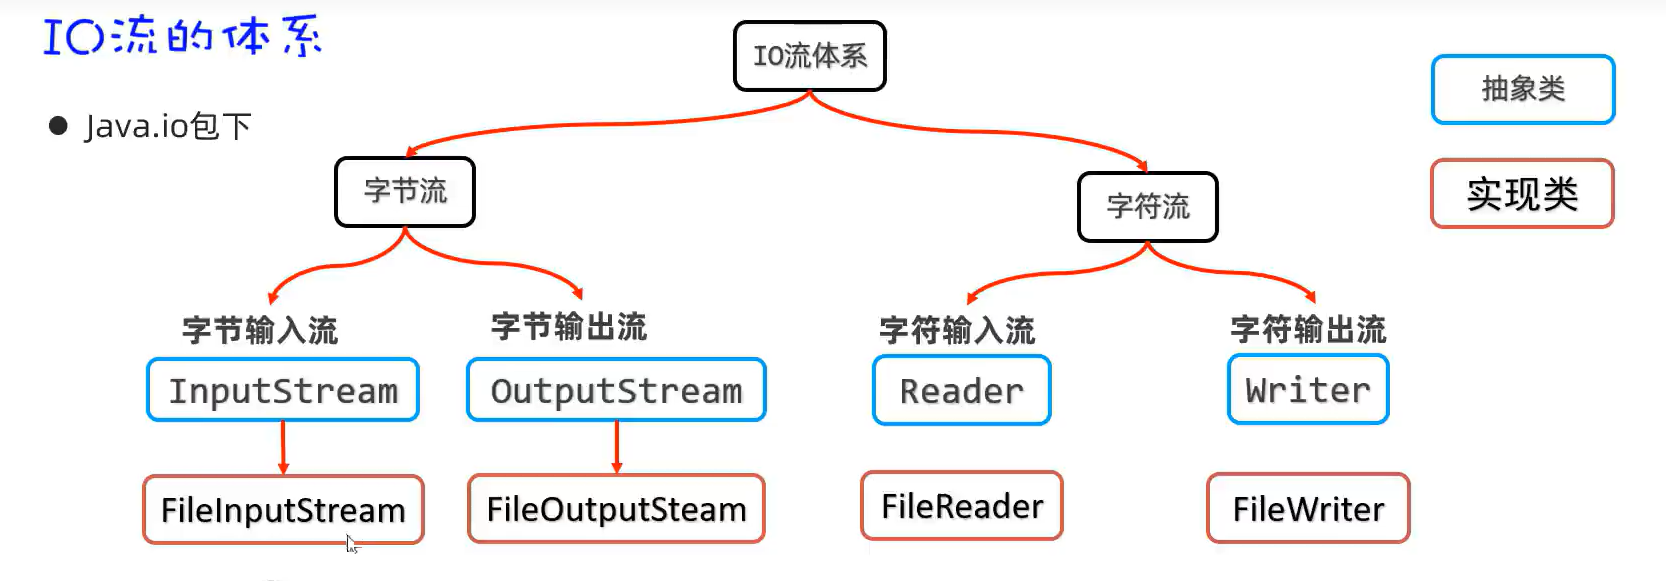 IO流的体系
IO流体系
抽象类
● Java.io包下
实现类
字节流
字符流
字节输入流
字节输出流
字符输入流
字符输出流
InputStream
OutputStream
Reader
Writer
FileInputStream
FileOutputSteam
FileReader
FileWriter